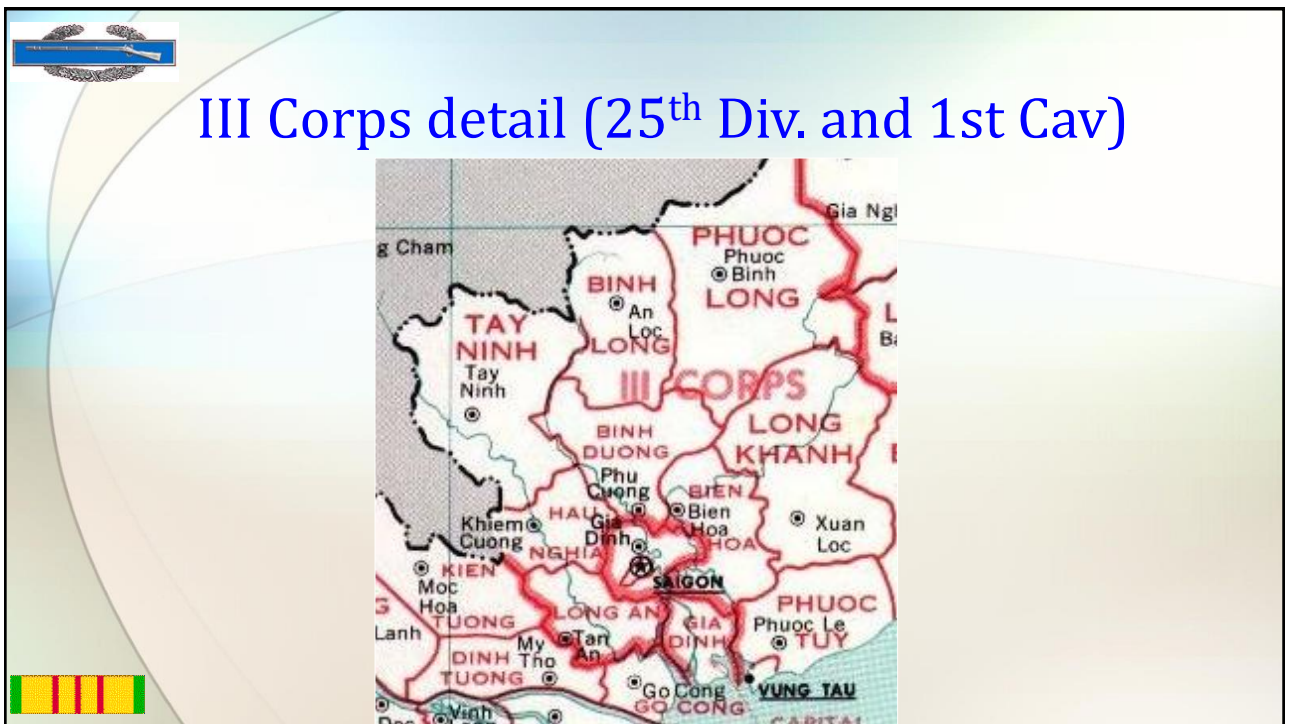 III Corps detail (25th Div. and 1st Cav)
Gia Ng
PHUOC
g Cham
Phuoc
Binh
BINH
LONG
An
Loc
TAY
LONG
NINH
Tay
Ninh
III CORPS
LONG
BINH
KHANH
DUONG
Phu
Cuong
BIEN
HAU
Gia
Bien
Xuan
Khiem
Dinh
Hoa
Loc
Cuong
NGHIA
HOA
KIEN
SAIGON
Moc
Hoa
PHUOC
LONG AN
GIA
TUONG
Phuoc Le
Lanh
DINH
My
Tan
TUY
DINH
Tho
An
TUONG
Go Cong
VUNG TAU
GO CONG
Vinh
CAPITAL